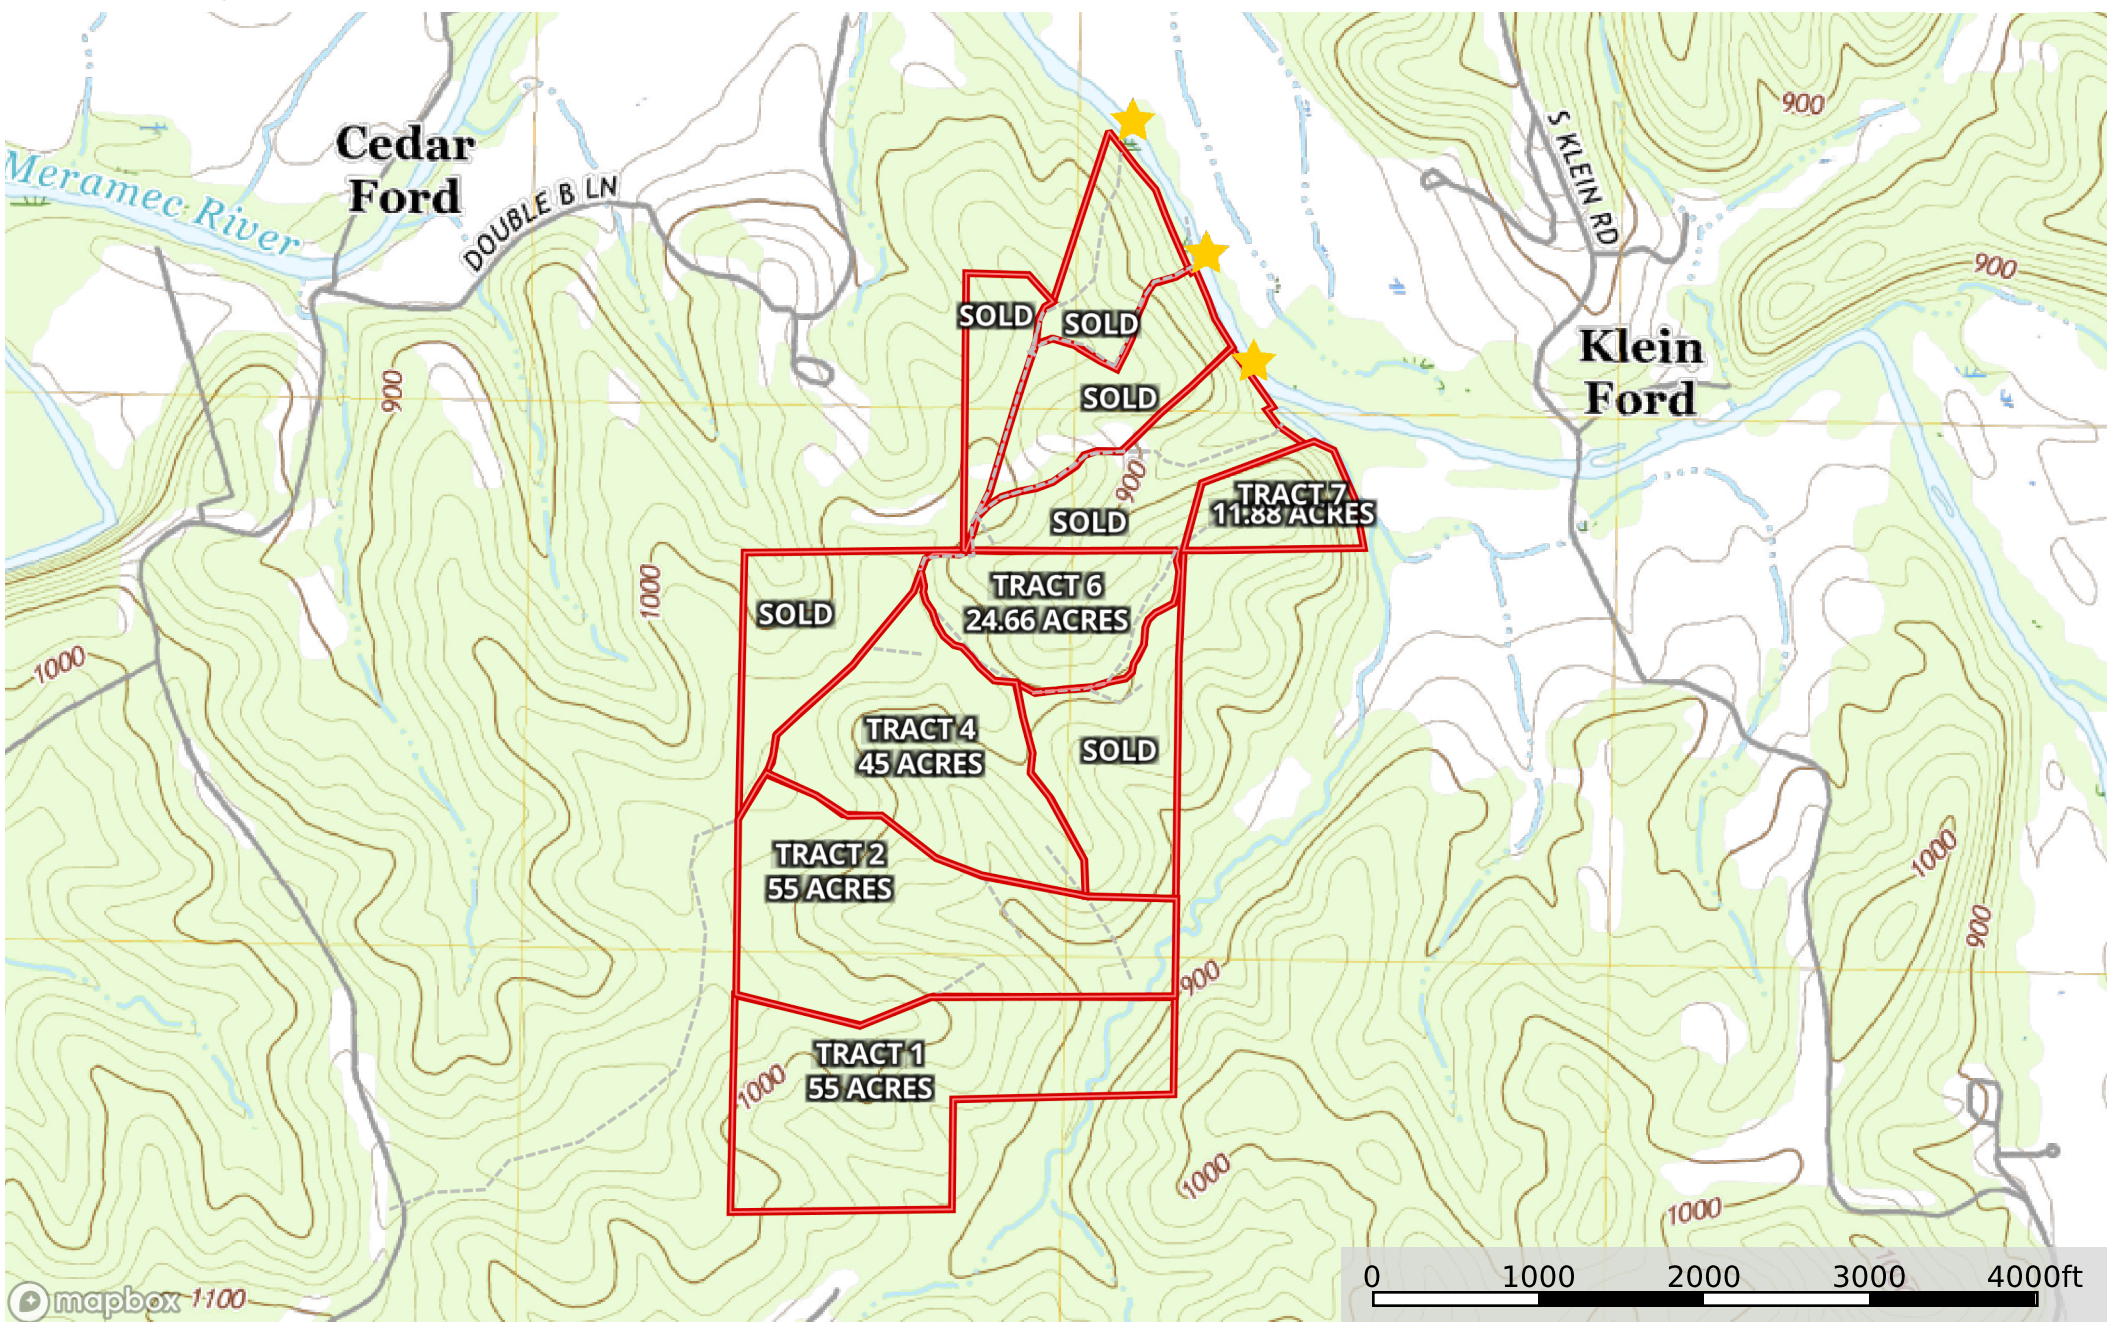 900
S KLEIN RD
Cedar
Ford
Meramec River
DOUBLE B LN
900
SOLD
SOLD
Klein
Ford
900
SOLD
900
TRACT 7
11.88 ACRES
SOLD
1000
TRACT 6
24.66 ACRES
SOLD
1000
TRACT 4
45 ACRES
SOLD
TRACT 2
55 ACRES
1000
900
900
TRACT 1
55 ACRES
1000
1000
1000
0 1000 2000 3000 4000ft
mapbox
1100